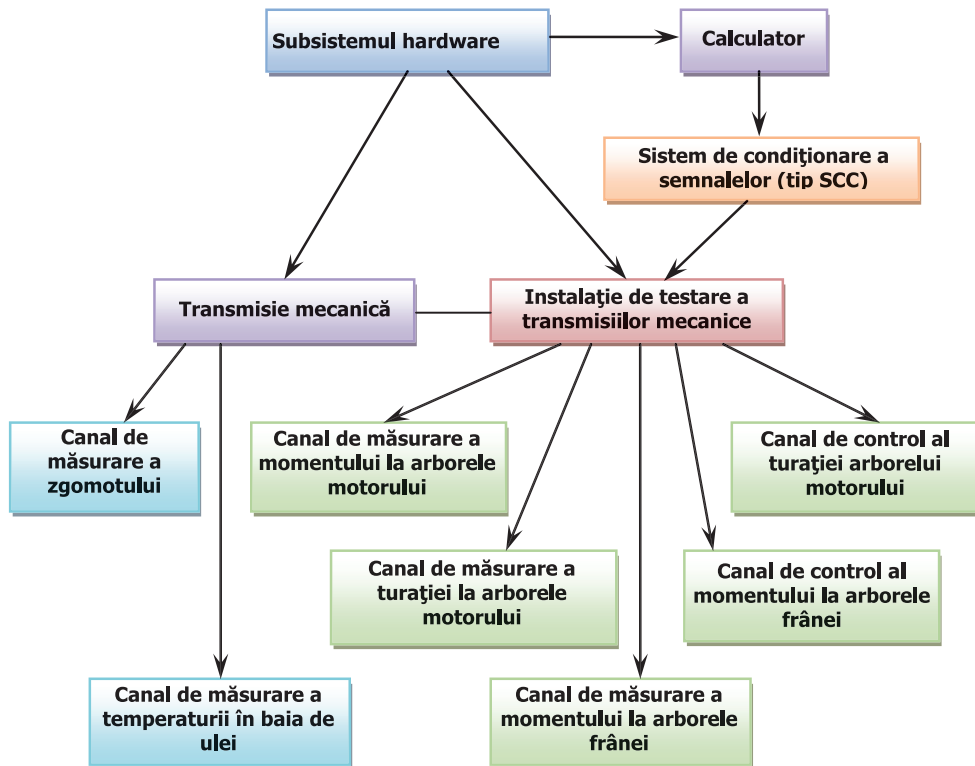 Subsistemul hardware
Calculator
Sistem de condiţionare a
semnalelor (tip SCC)
Transmisie mecanică
Instalaţie de testare a
transmisiilor mecanice
Canal de
măsurare a
zgomotului
Canal de măsurare a
momentului la arborele
motorului
Canal de control al
turaţiei arborelui
motorului
Canal de măsurare a
turaţiei la arborele
motorului
Canal de control al
momentului la arborele
frânei
Canal de măsurare a
temperaturii în baia de
ulei
Canal de măsurare a
momentului la arborele
frânei